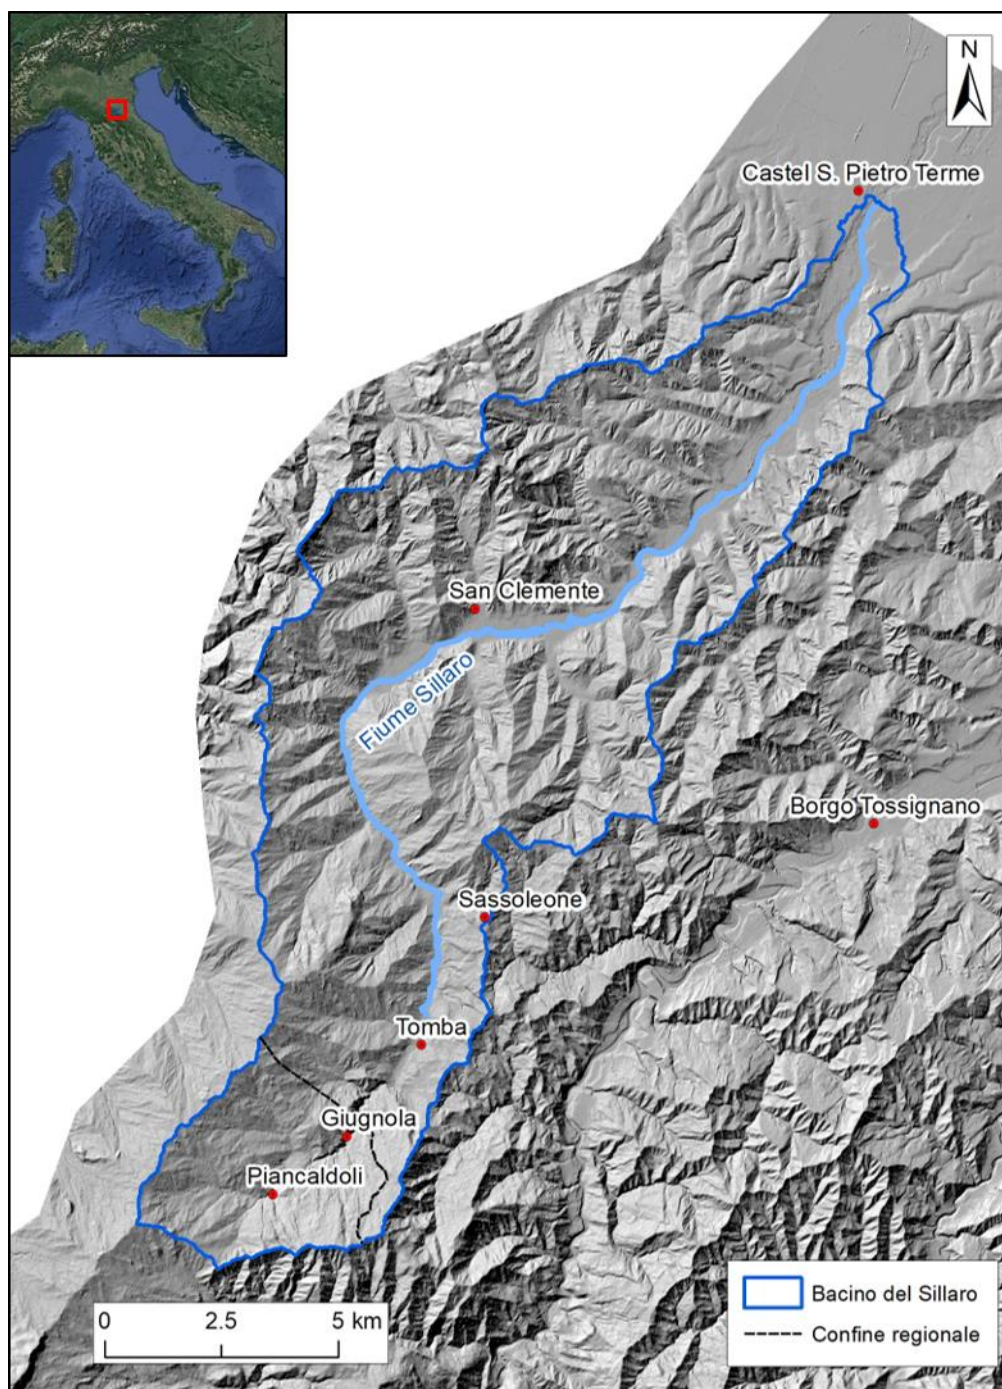 N
Castel S. Pietro Terme
San Clemente
Fiume Sillaro
Borgo Tossignano
Sassoleone
Tomba
Giugnola
Piancaldoli
0 2.5 5 km
Bacino del Sillaro
Confine regionale